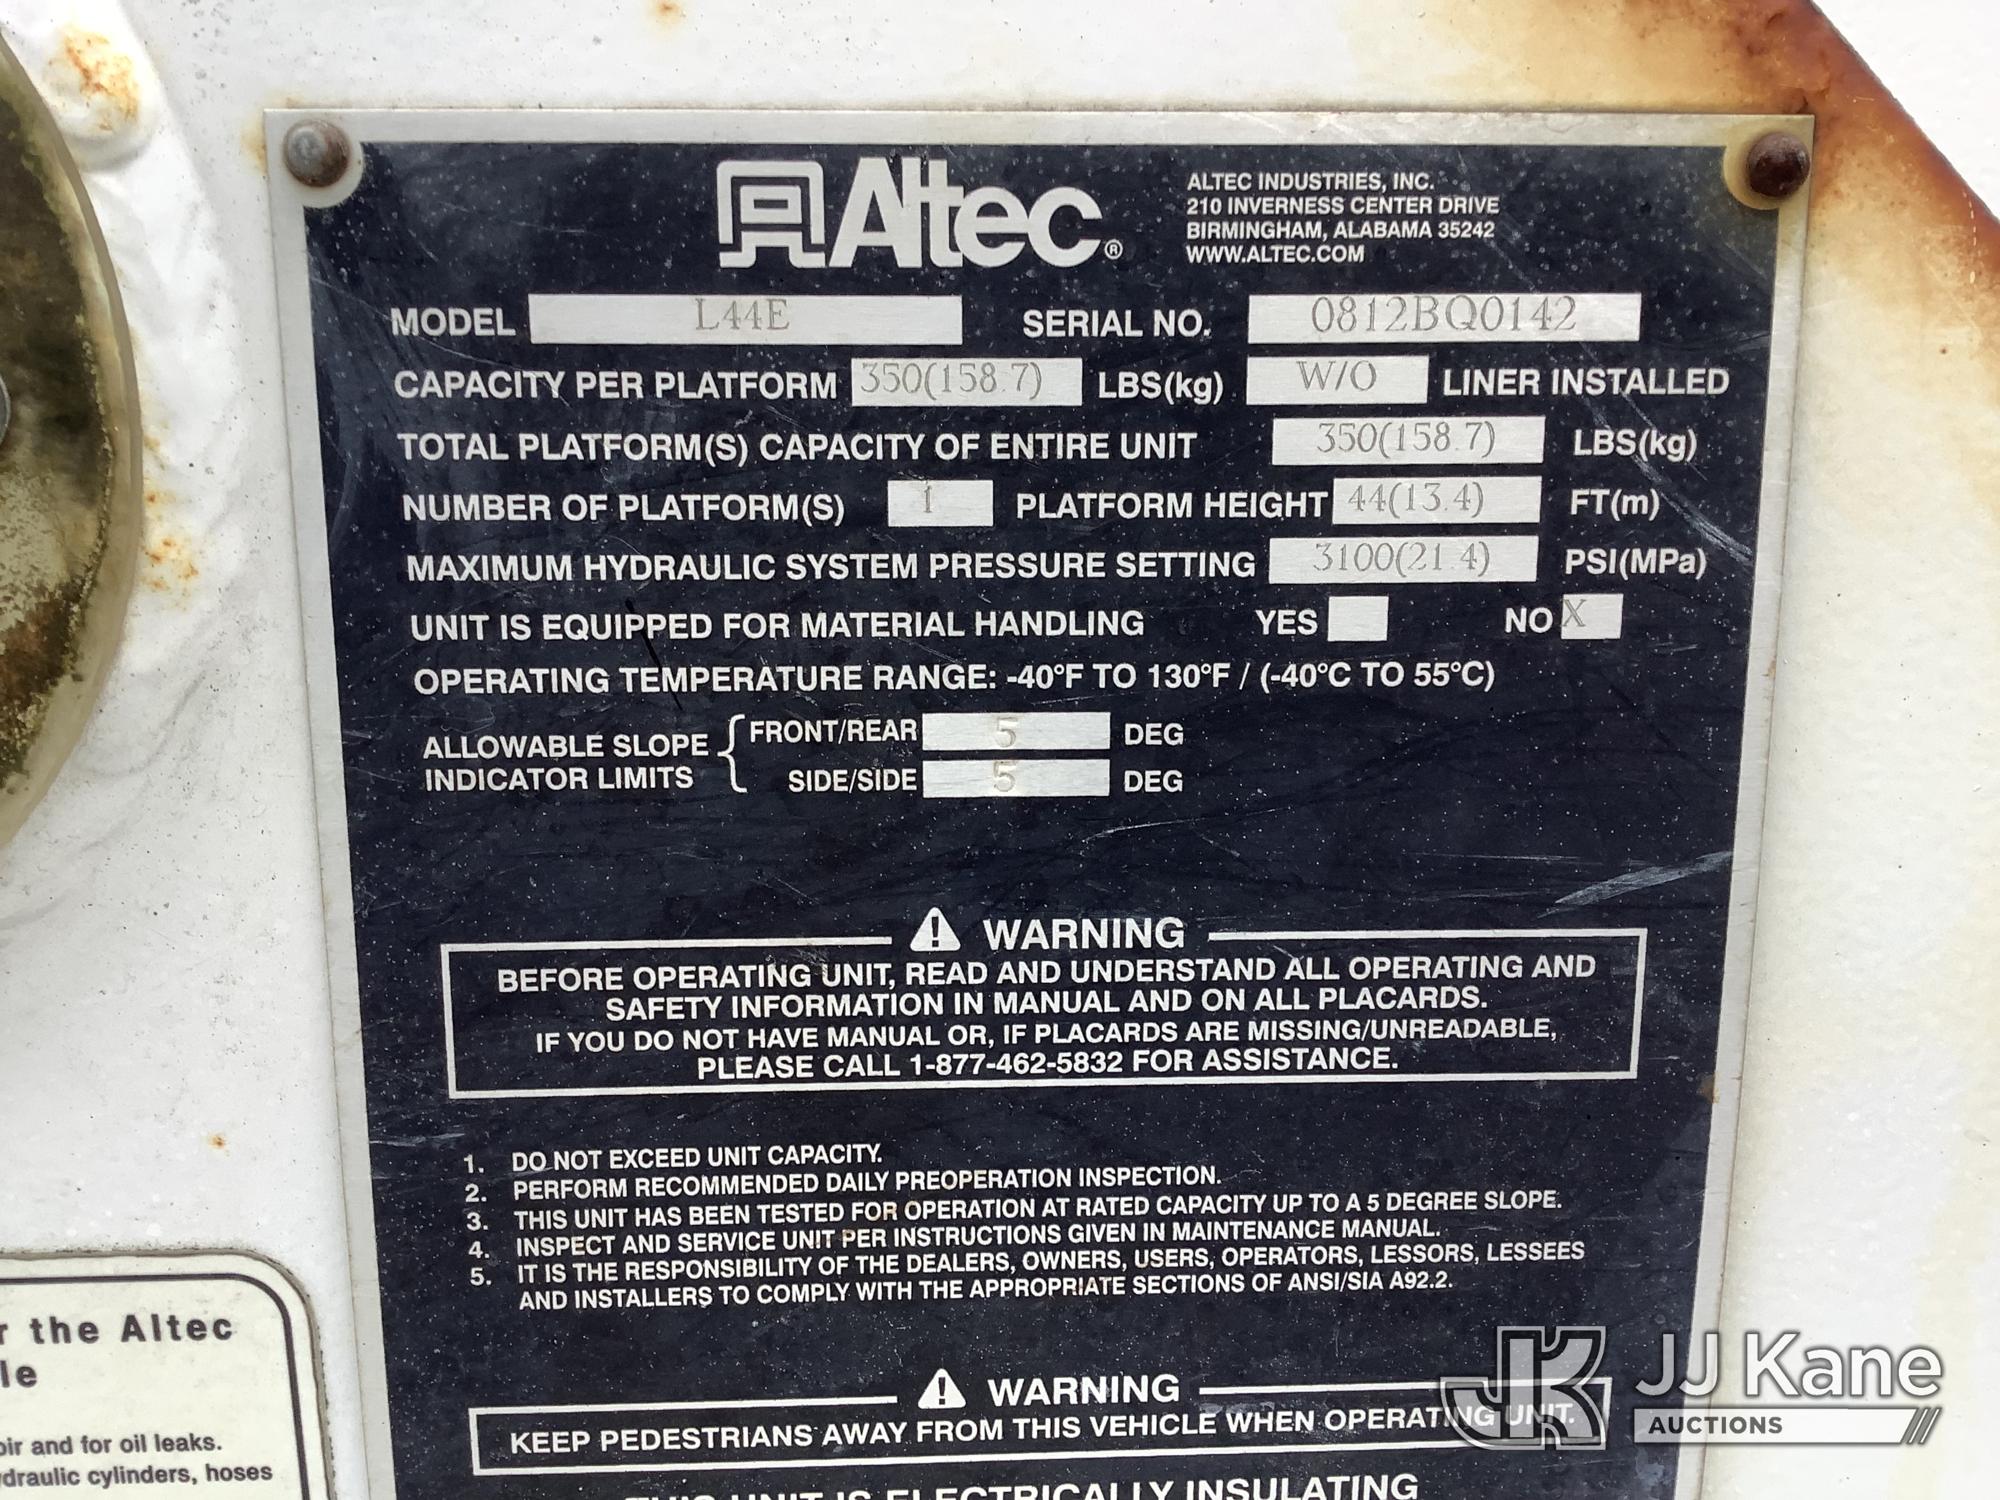 Altec®
ALTEC INDUSTRIES, INC.
210 INVERNESS CENTER DRIVE
BIRMINGHAM, ALABAMA 35242
WWW.ALTEC.COM
MODEL L44E SERIAL NO. 0812BQ0142
CAPACITY PER PLATFORM 350(158.7) LBS(kg) W/O LINER INSTALLED
TOTAL PLATFORM(S) CAPACITY OF ENTIRE UNIT 350(158.7) LBS(kg)
NUMBER OF PLATFORM(S) 1 PLATFORM HEIGHT 44(13.4) FT(m)
MAXIMUM HYDRAULIC SYSTEM PRESSURE SETTING 3100(21.4) PSI(MPa)
UNIT IS EQUIPPED FOR MATERIAL HANDLING YES NO X
OPERATING TEMPERATURE RANGE: -40°F TO 130°F / (-40°C TO 55°C)
ALLOWABLE SLOPE INDICATOR LIMITS
FRONT/REAR 5 DEG
SIDE/SIDE 5 DEG
WARNING
BEFORE OPERATING UNIT, READ AND UNDERSTAND ALL OPERATING AND
SAFETY INFORMATION IN MANUAL AND ON ALL PLACARDS.
IF YOU DO NOT HAVE MANUAL OR, IF PLACARDS ARE MISSING/UNREADABLE,
PLEASE CALL 1-877-462-5832 FOR ASSISTANCE.
1. DO NOT EXCEED UNIT CAPACITY.
2. PERFORM RECOMMENDED DAILY PREOPERATION INSPECTION.
3. THIS UNIT HAS BEEN TESTED FOR OPERATION AT RATED CAPACITY UP TO A 5 DEGREE SLOPE.
4. INSPECT AND SERVICE UNIT PER INSTRUCTIONS GIVEN IN MAINTENANCE MANUAL.
5. IT IS THE RESPONSIBILITY OF THE DEALERS, OWNERS, USERS, OPERATORS, LESSORS, LESSEES
AND INSTALLERS TO COMPLY WITH THE APPROPRIATE SECTIONS OF ANSI/SIA A92.2.
WARNING
KEEP PEDESTRIANS AWAY FROM THIS VEHICLE WHEN OPERATING UNIT.
THIS UNIT IS ELECTRICALLY INSULATING
r the Altec
le
oir and for oil leaks.
draulic cylinders, hoses
JK JJ Kane
AUCTIONS